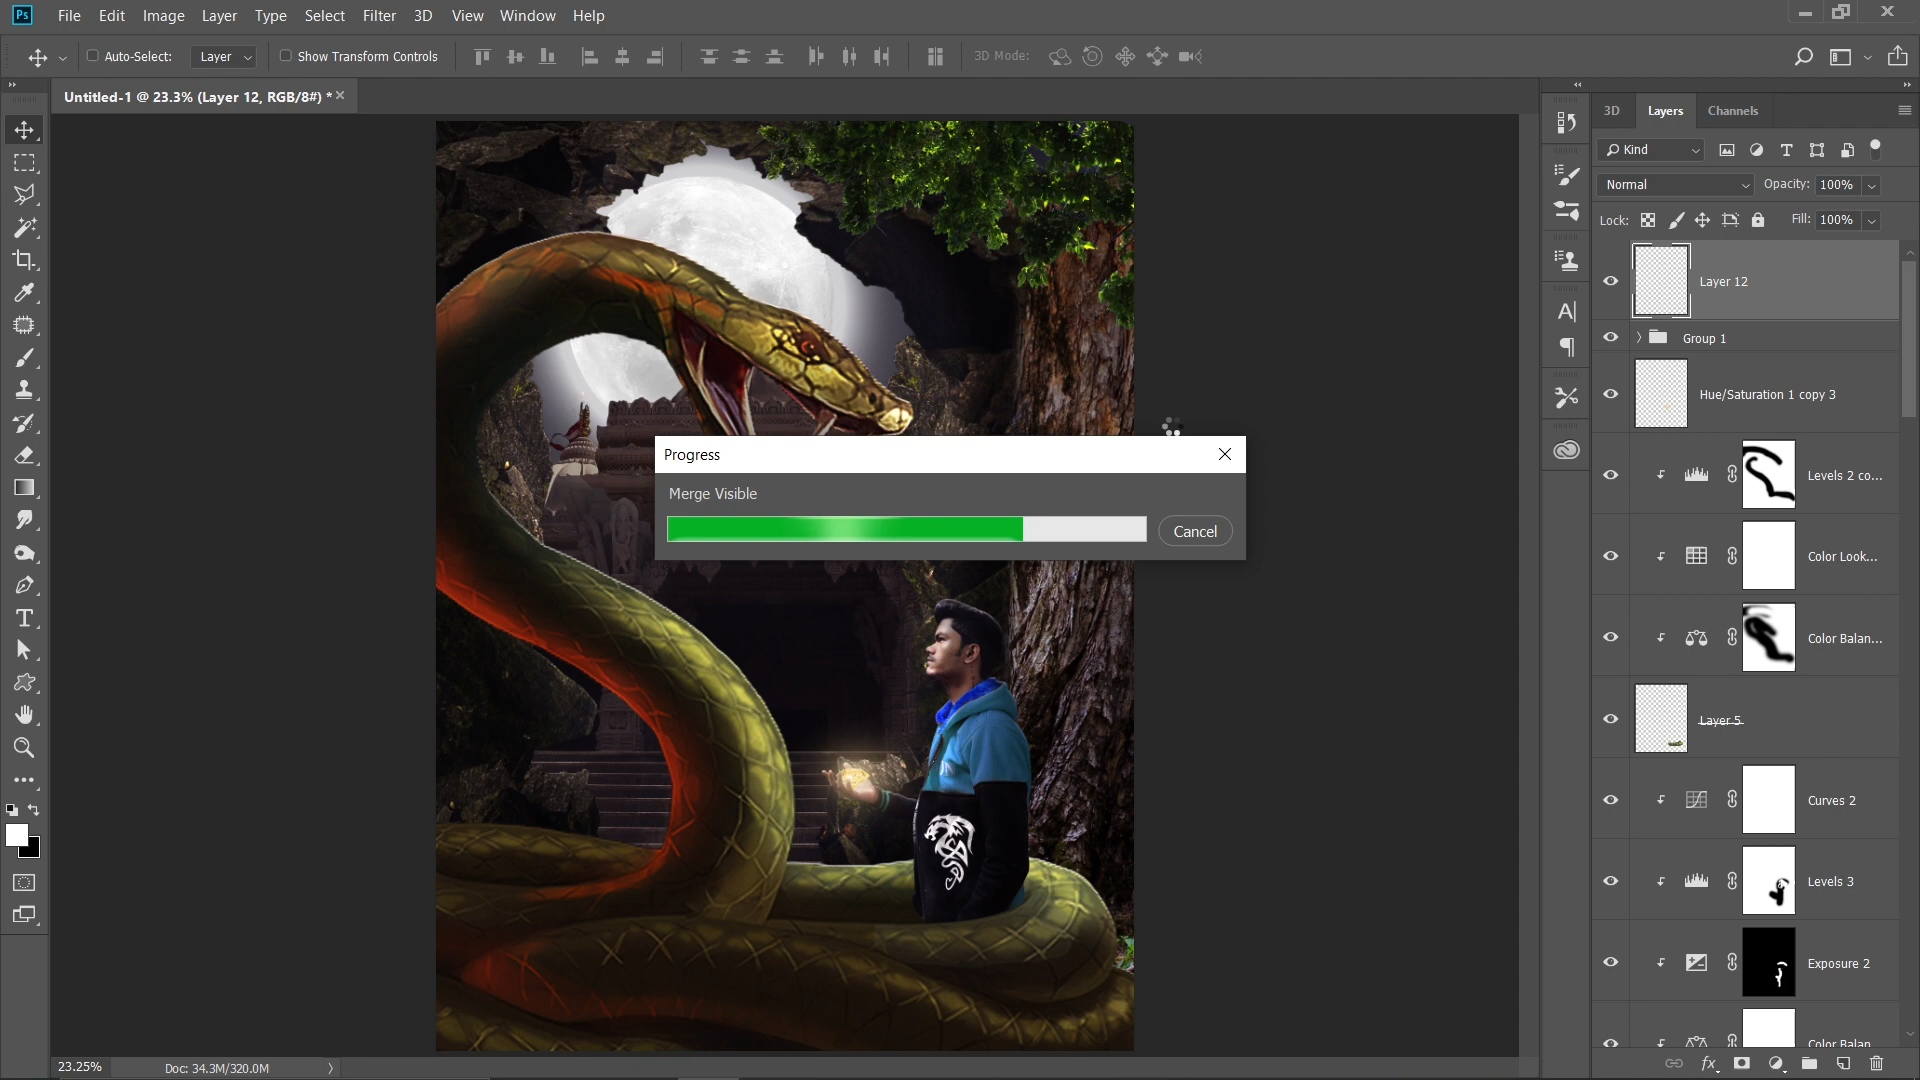 Ps File Edit Image Layer Type Select Filter 3D View Window Help
Auto-Select: Layer Show Transform Controls 3D Mode:
Untitled-1 @ 23.3% (Layer 12, RGB/8#) *
3D Layers Channels
Kind
Normal Opacity: 100%
Lock: Fill: 100%
Layer 12
Group 1
Hue/Saturation 1 copy 3
Levels 2 co...
Color Look...
Color Balan...
Layer 5
Curves 2
Levels 3
Exposure 2
Color Balan
Progress
Merge Visible
Cancel
23.25% Doc: 34.3M/320.0M